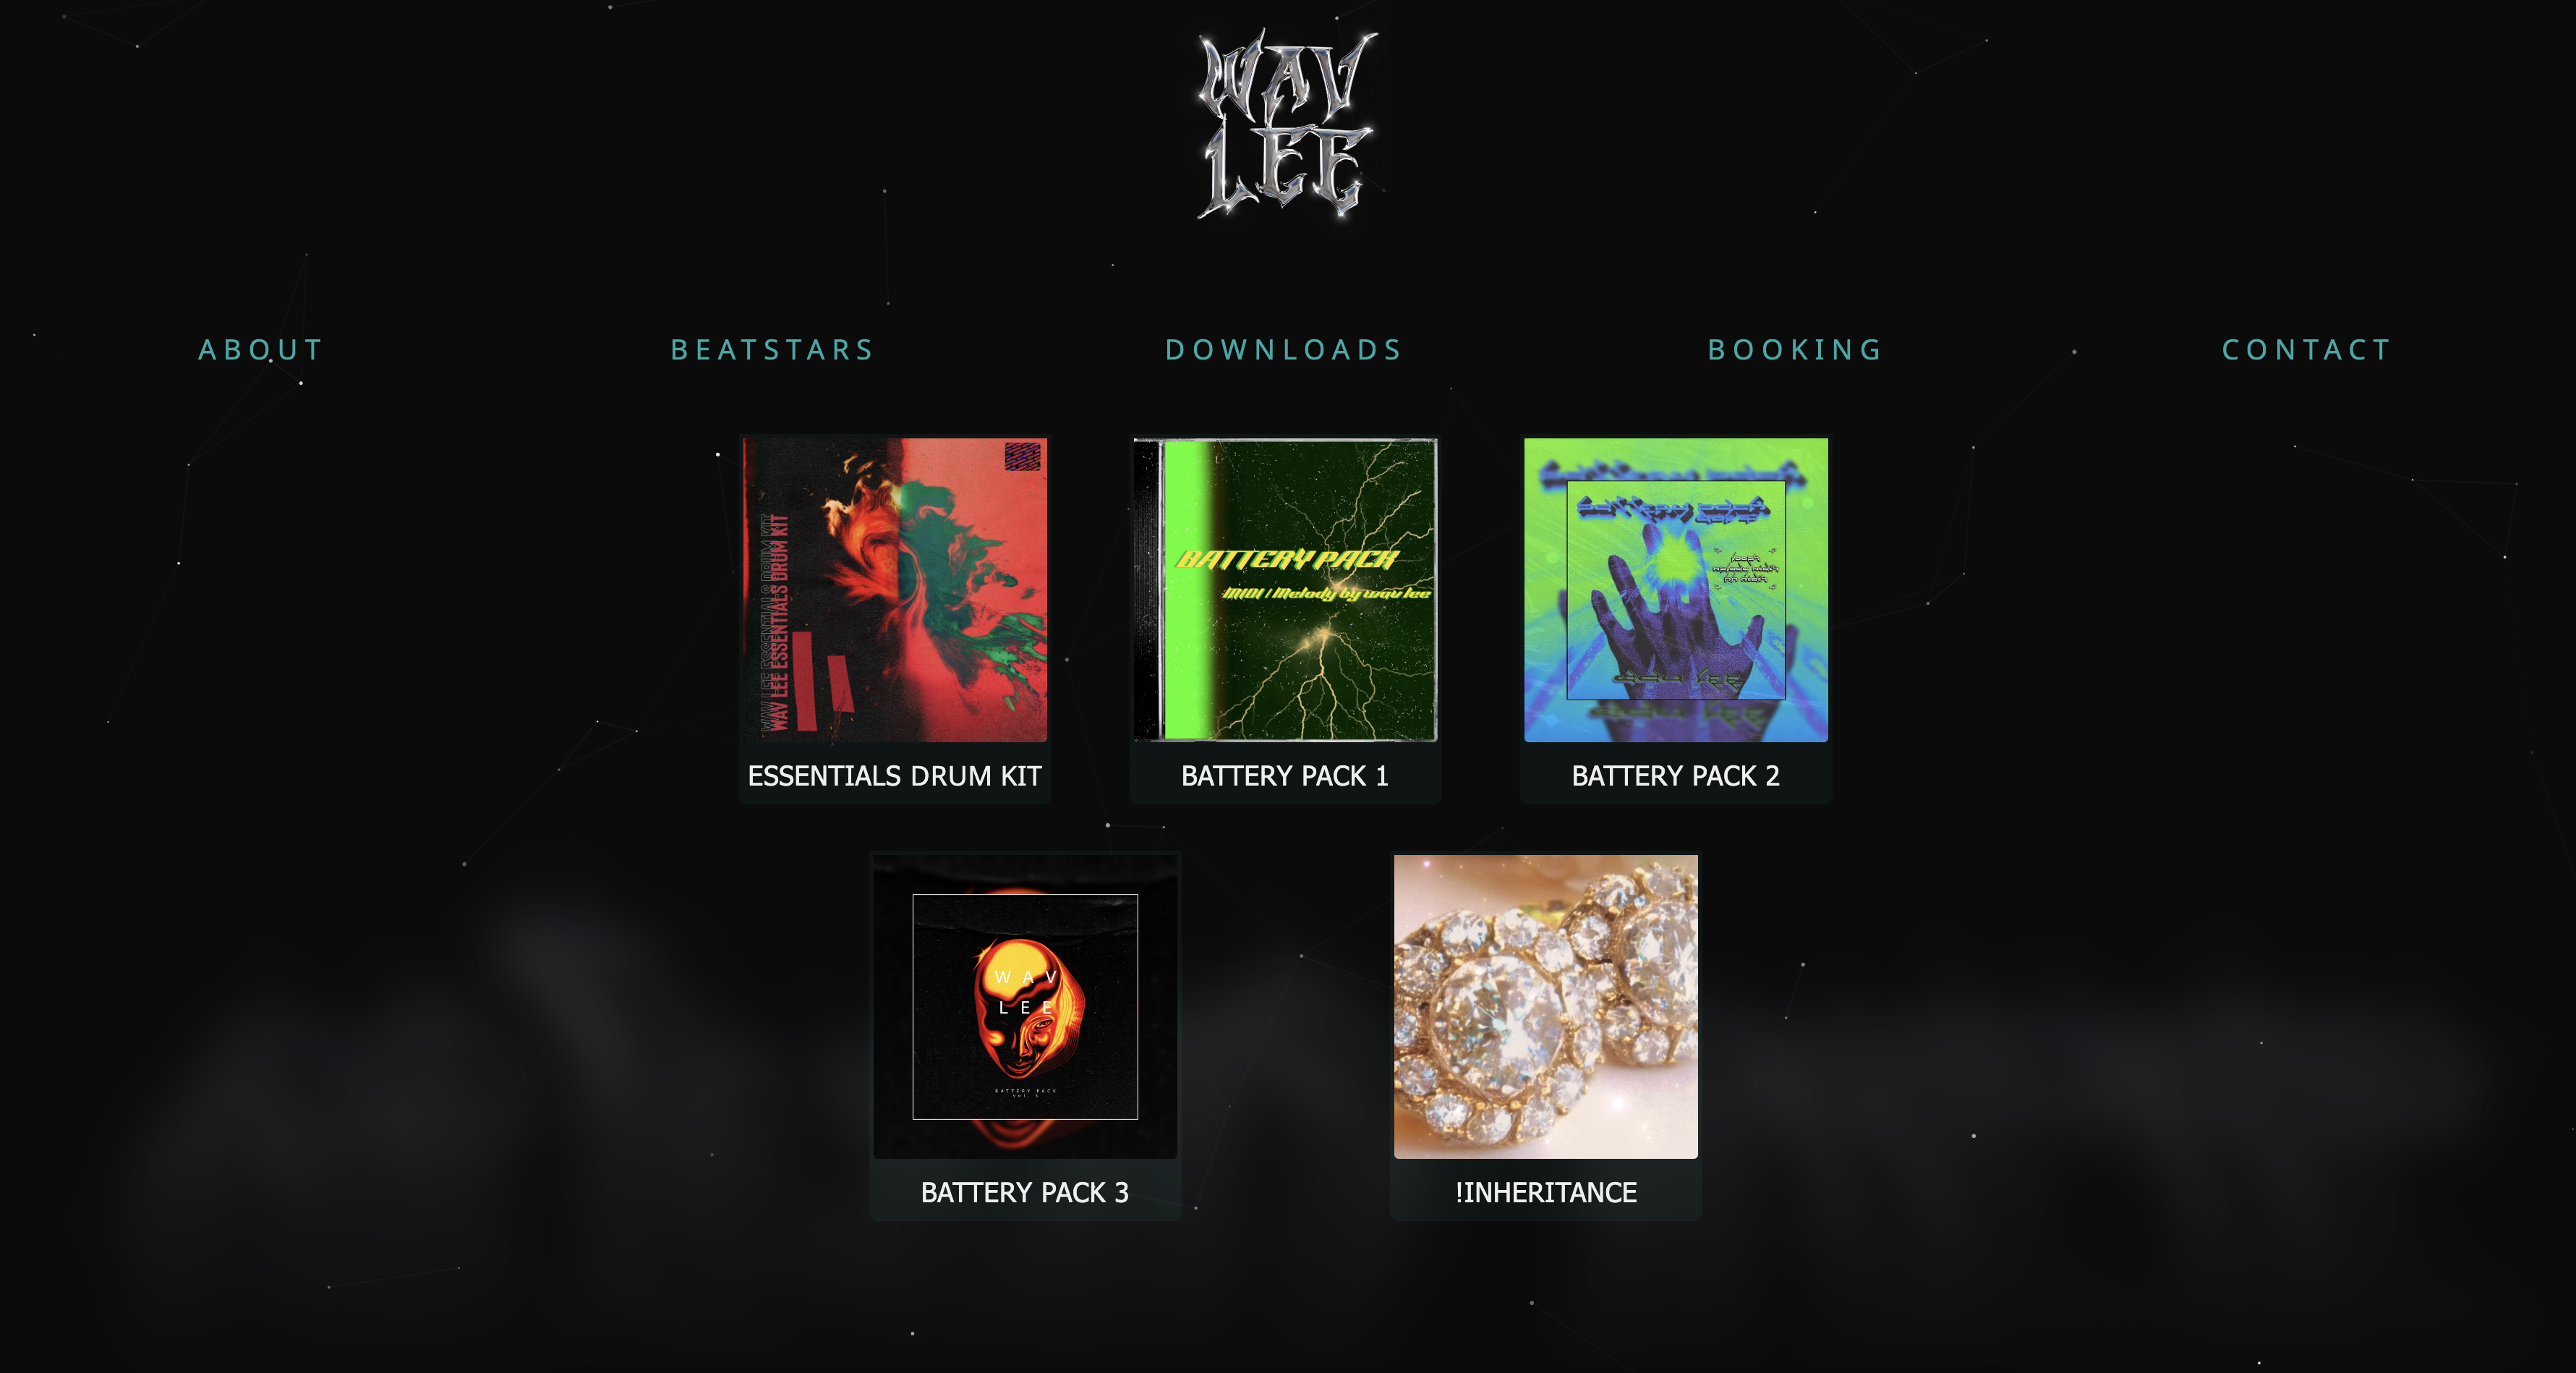 WAV
LEE
ABOUT
BEATSTARS
DOWNLOADS
BOOKING
CONTACT
WAV LEE ESSENTIALS DRUM KIT
WAV LEE ESSENTIALS DRUM KIT
BATTERY PACK
MIDI / Melody by wav lee
ESSENTIALS DRUM KIT
BATTERY PACK 1
BATTERY PACK 2
WAV
LEE
BATTERY PACK
vol. 3
BATTERY PACK 3
!INHERITANCE